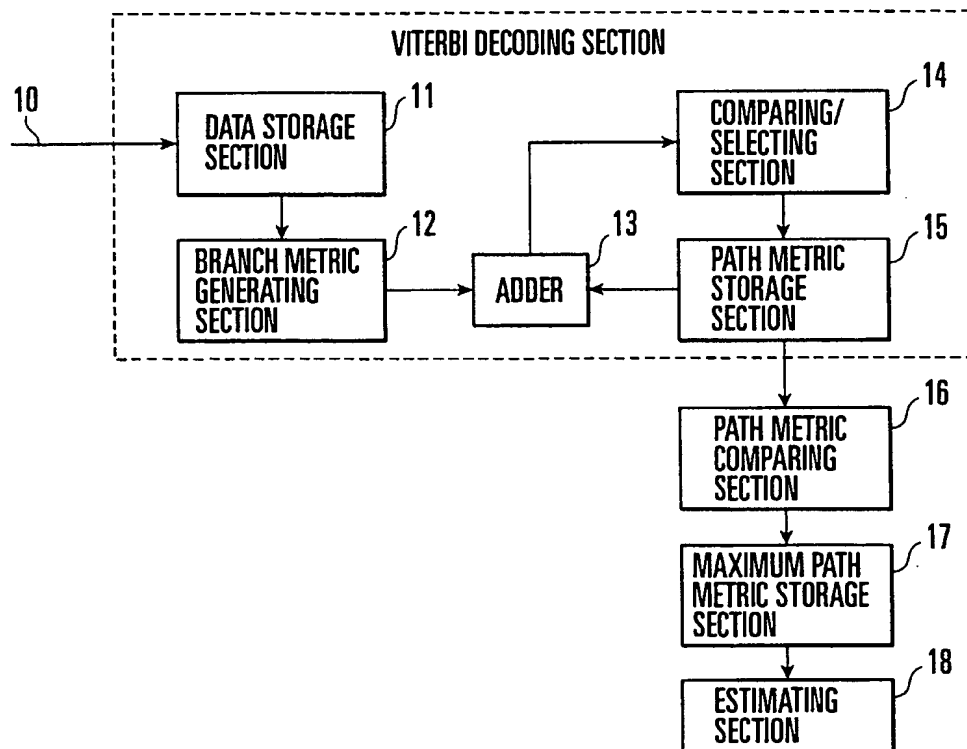 VITERBI DECODING SECTION
10
11
DATA STORAGE
SECTION
14
COMPARING/
SELECTING
SECTION
12
BRANCH METRIC
GENERATING
SECTION
13
ADDER
15
PATH METRIC
STORAGE
SECTION
16
PATH METRIC
COMPARING
SECTION
17
MAXIMUM PATH
METRIC STORAGE
SECTION
18
ESTIMATING
SECTION